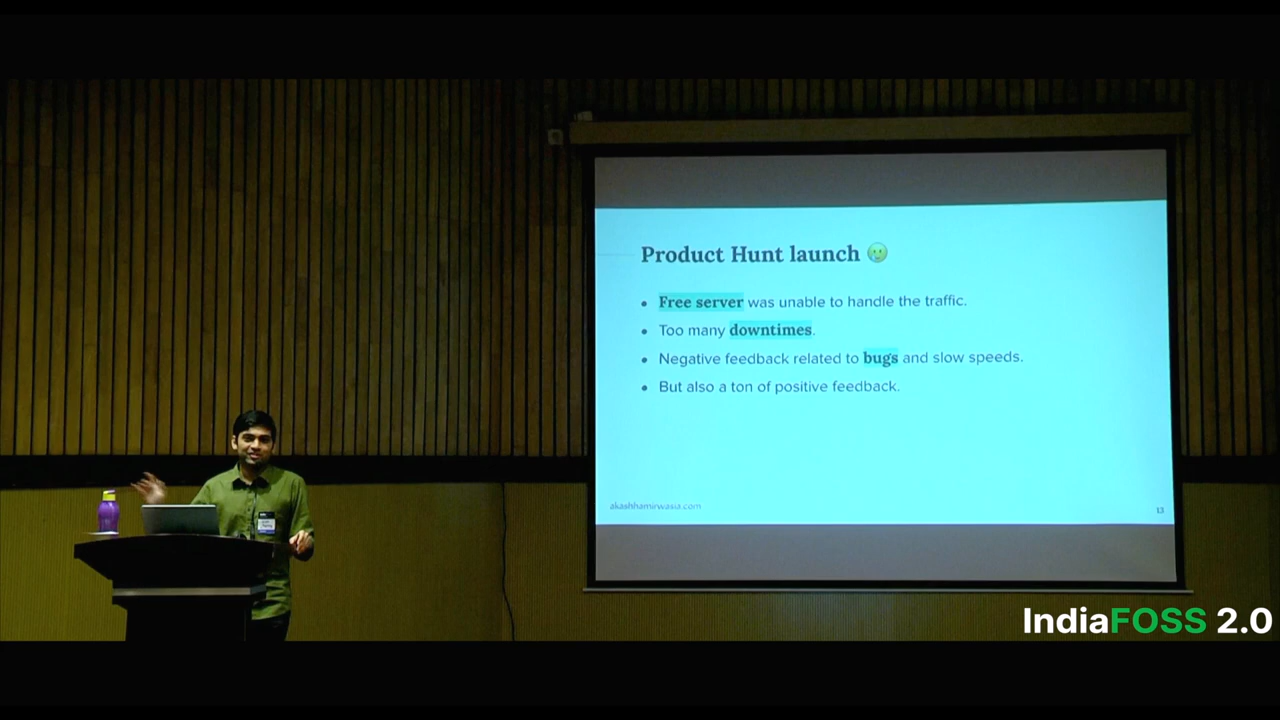 Product Hunt launch 🥲
• Free server was unable to handle the traffic.
• Too many downtimes.
• Negative feedback related to bugs and slow speeds.
• But also a ton of positive feedback.
akashhamirwasia.com
13
IndiaFOSS 2.0